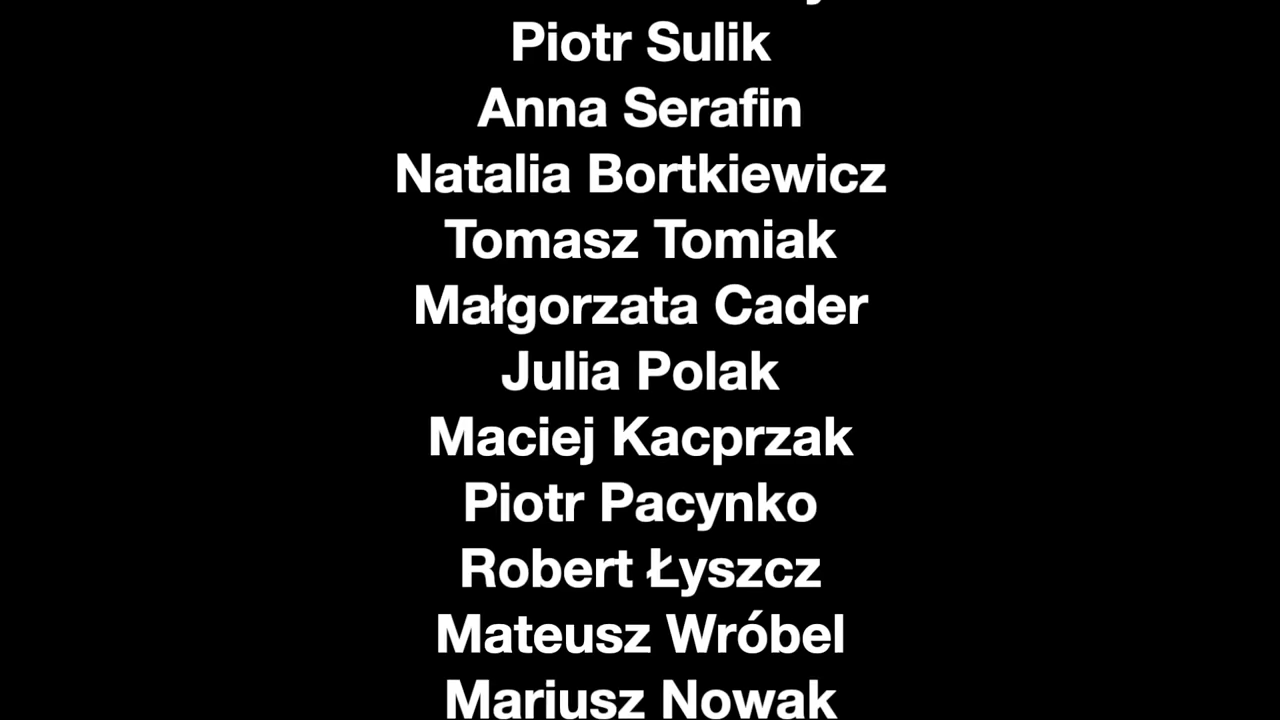 Piotr Sulik
Anna Serafin
Natalia Bortkiewicz
Tomasz Tomiak
Małgorzata Cader
Julia Polak
Maciej Kacprzak
Piotr Pacynko
Robert Łyszcz
Mateusz Wróbel
Mariusz Nowak